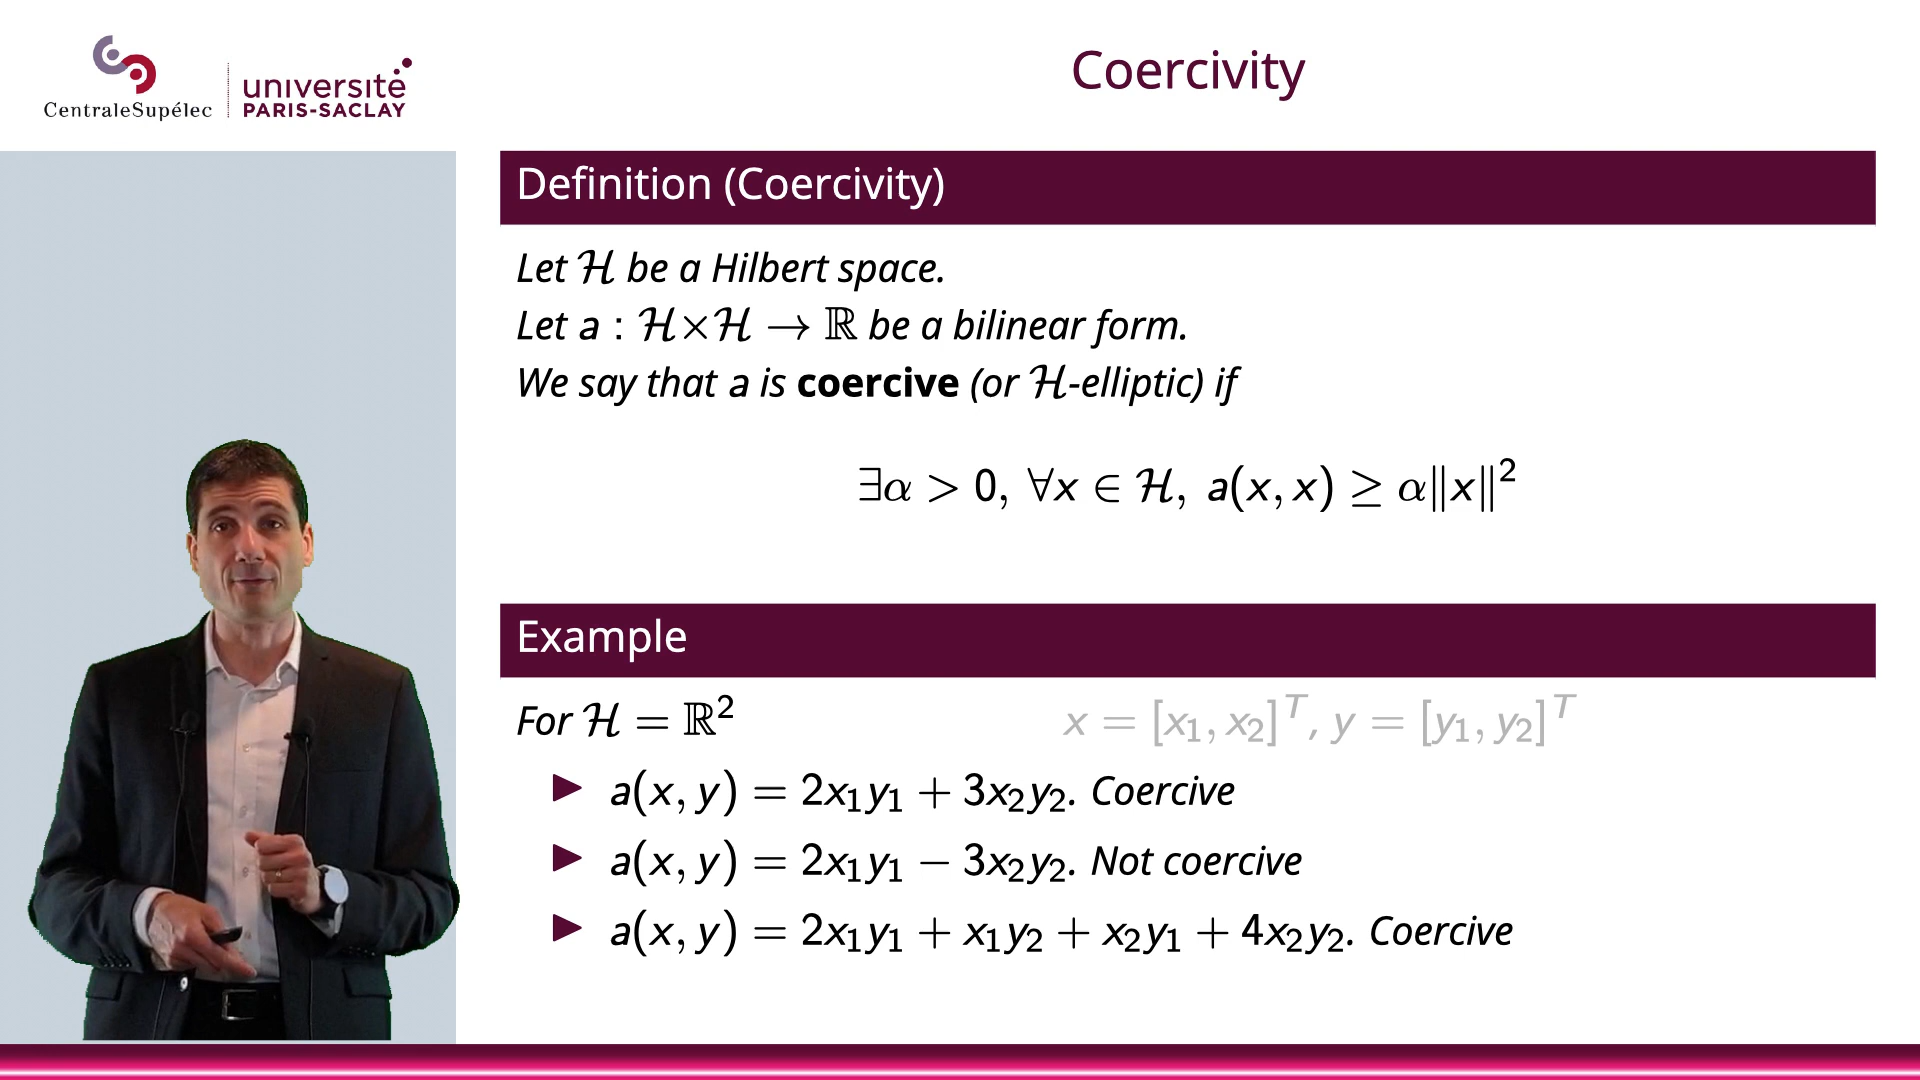 CentraleSupélec
université
PARIS-SACLAY
Coercivity
Definition (Coercivity)
Let ℋ be a Hilbert space.
Let a : ℋ×ℋ → ℝ be a bilinear form.
We say that a is coercive (or ℋ-elliptic) if
∃α > 0, ∀x ∈ ℋ, a(x, x) ≥ α‖x‖²
Example
For ℋ = ℝ² x = [x₁, x₂]ᵀ, y = [y₁, y₂]ᵀ
▶ a(x, y) = 2x₁y₁ + 3x₂y₂. Coercive
▶ a(x, y) = 2x₁y₁ − 3x₂y₂. Not coercive
▶ a(x, y) = 2x₁y₁ + x₁y₂ + x₂y₁ + 4x₂y₂. Coercive